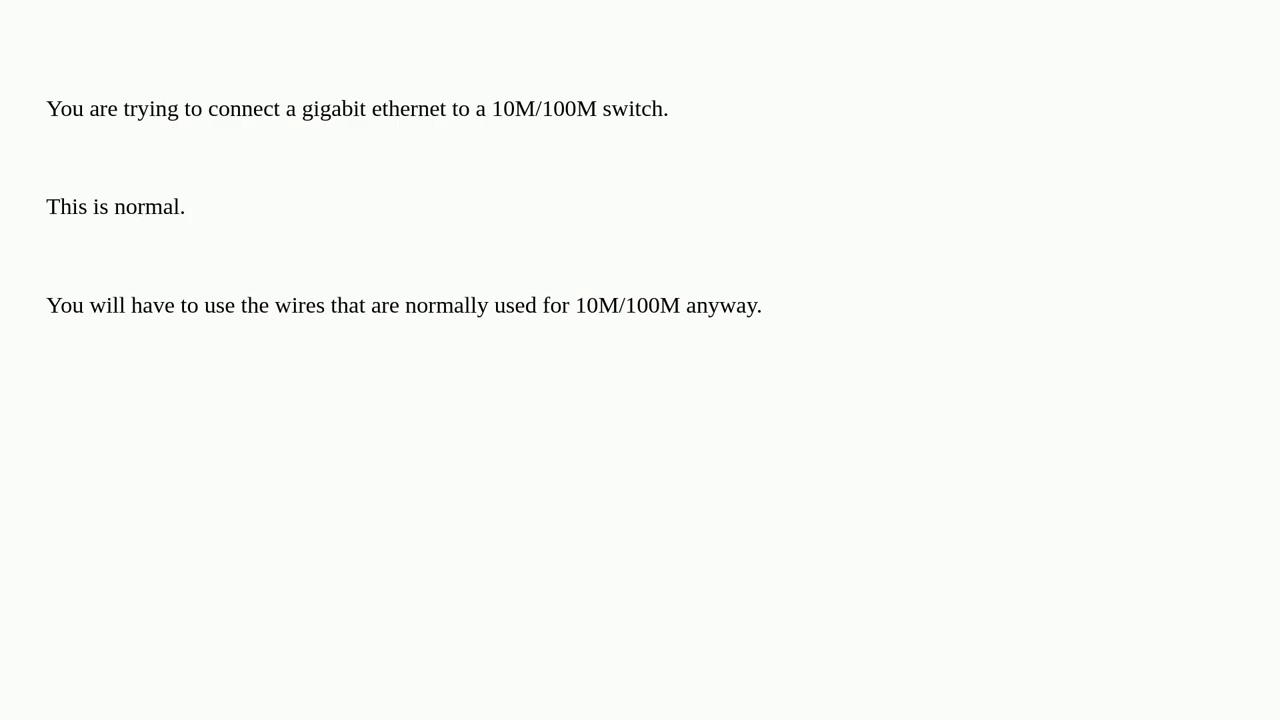 You are trying to connect a gigabit ethernet to a 10M/100M switch.
This is normal.
You will have to use the wires that are normally used for 10M/100M anyway.